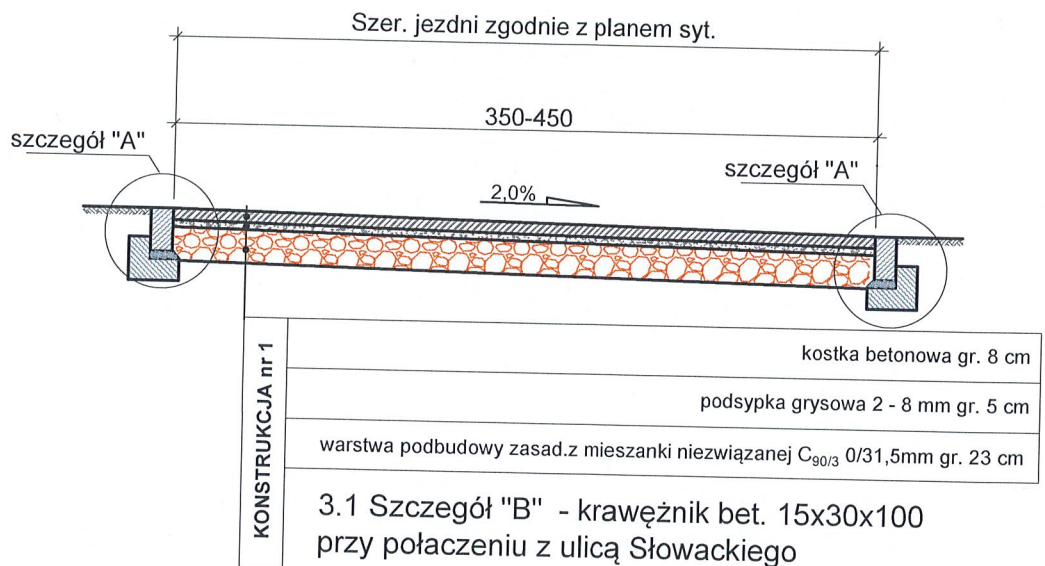 Szer. jezdni zgodnie z planem syt.
350-450
szczegół "A"
szczegół "A"
2,0%
KONSTRUKCJA nr 1
kostka betonowa gr. 8 cm
podsypka grysowa 2 - 8 mm gr. 5 cm
warstwa podbudowy zasad.z mieszanki niezwiązanej C90/3 0/31,5mm gr. 23 cm
3.1 Szczegół "B" - krawężnik bet. 15x30x100
przy połaczeniu z ulicą Słowackiego